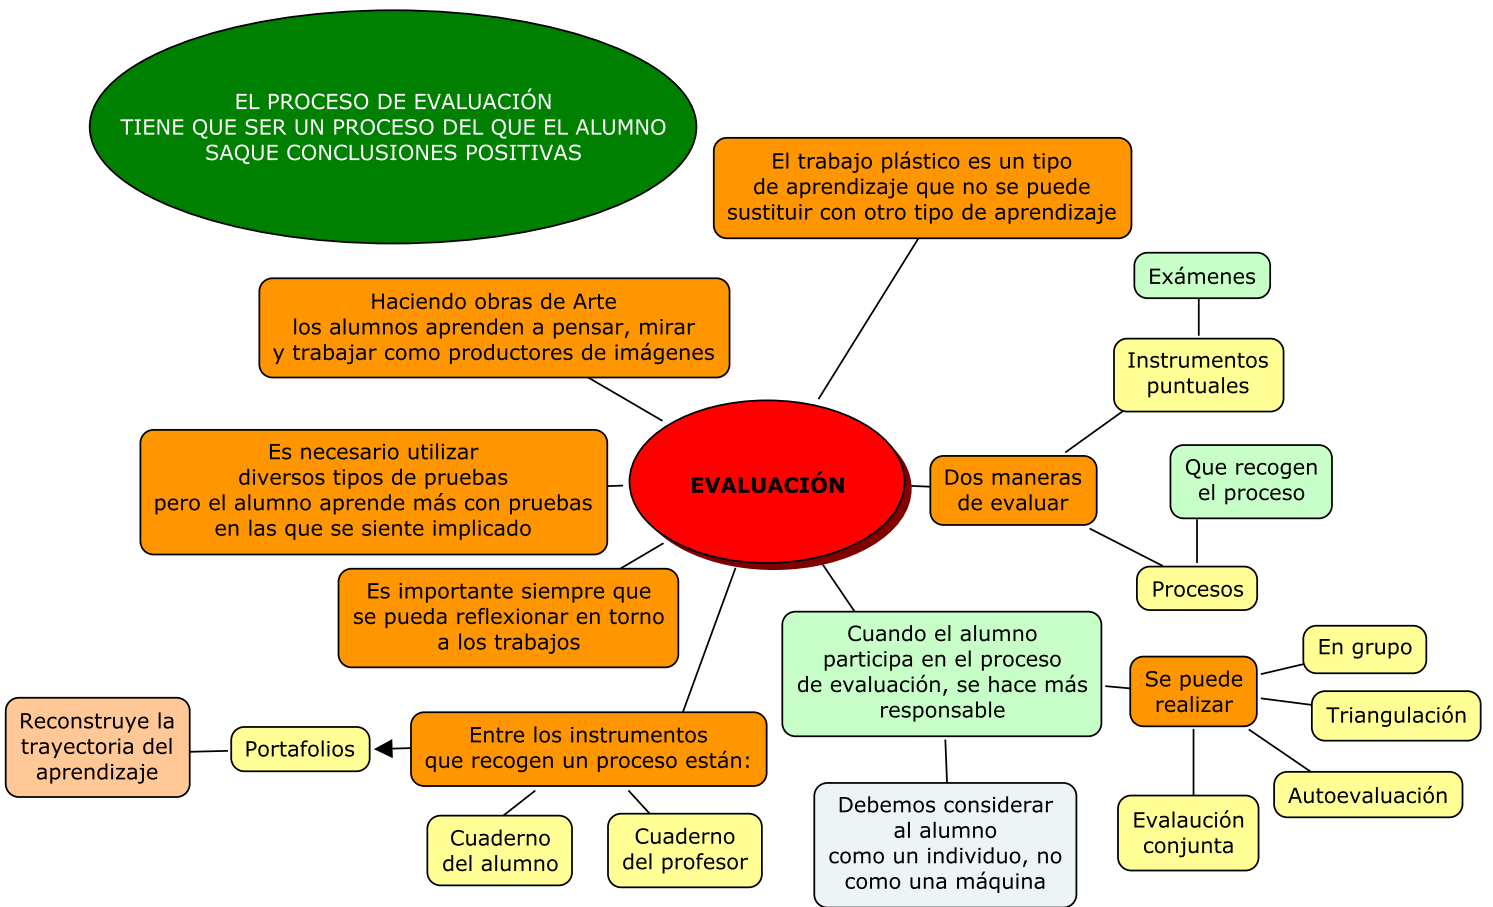 EL PROCESO DE EVALUACIÓN
TIENE QUE SER UN PROCESO DEL QUE EL ALUMNO
SAQUE CONCLUSIONES POSITIVAS
El trabajo plástico es un tipo
de aprendizaje que no se puede
sustituir con otro tipo de aprendizaje
Haciendo obras de Arte
los alumnos aprenden a pensar, mirar
y trabajar como productores de imágenes
Exámenes
Instrumentos
puntuales
Es necesario utilizar
diversos tipos de pruebas
pero el alumno aprende más con pruebas
en las que se siente implicado
EVALUACIÓN
Dos maneras
de evaluar
Que recogen
el proceso
Procesos
Es importante siempre que
se pueda reflexionar en torno
a los trabajos
Cuando el alumno
participa en el proceso
de evaluación, se hace más
responsable
Se puede
realizar
En grupo
Triangulación
Autoevaluación
Evalaución
conjunta
Reconstruye la
trayectoria del
aprendizaje
Portafolios
Entre los instrumentos
que recogen un proceso están:
Cuaderno
del alumno
Cuaderno
del profesor
Debemos considerar
al alumno
como un individuo, no
como una máquina